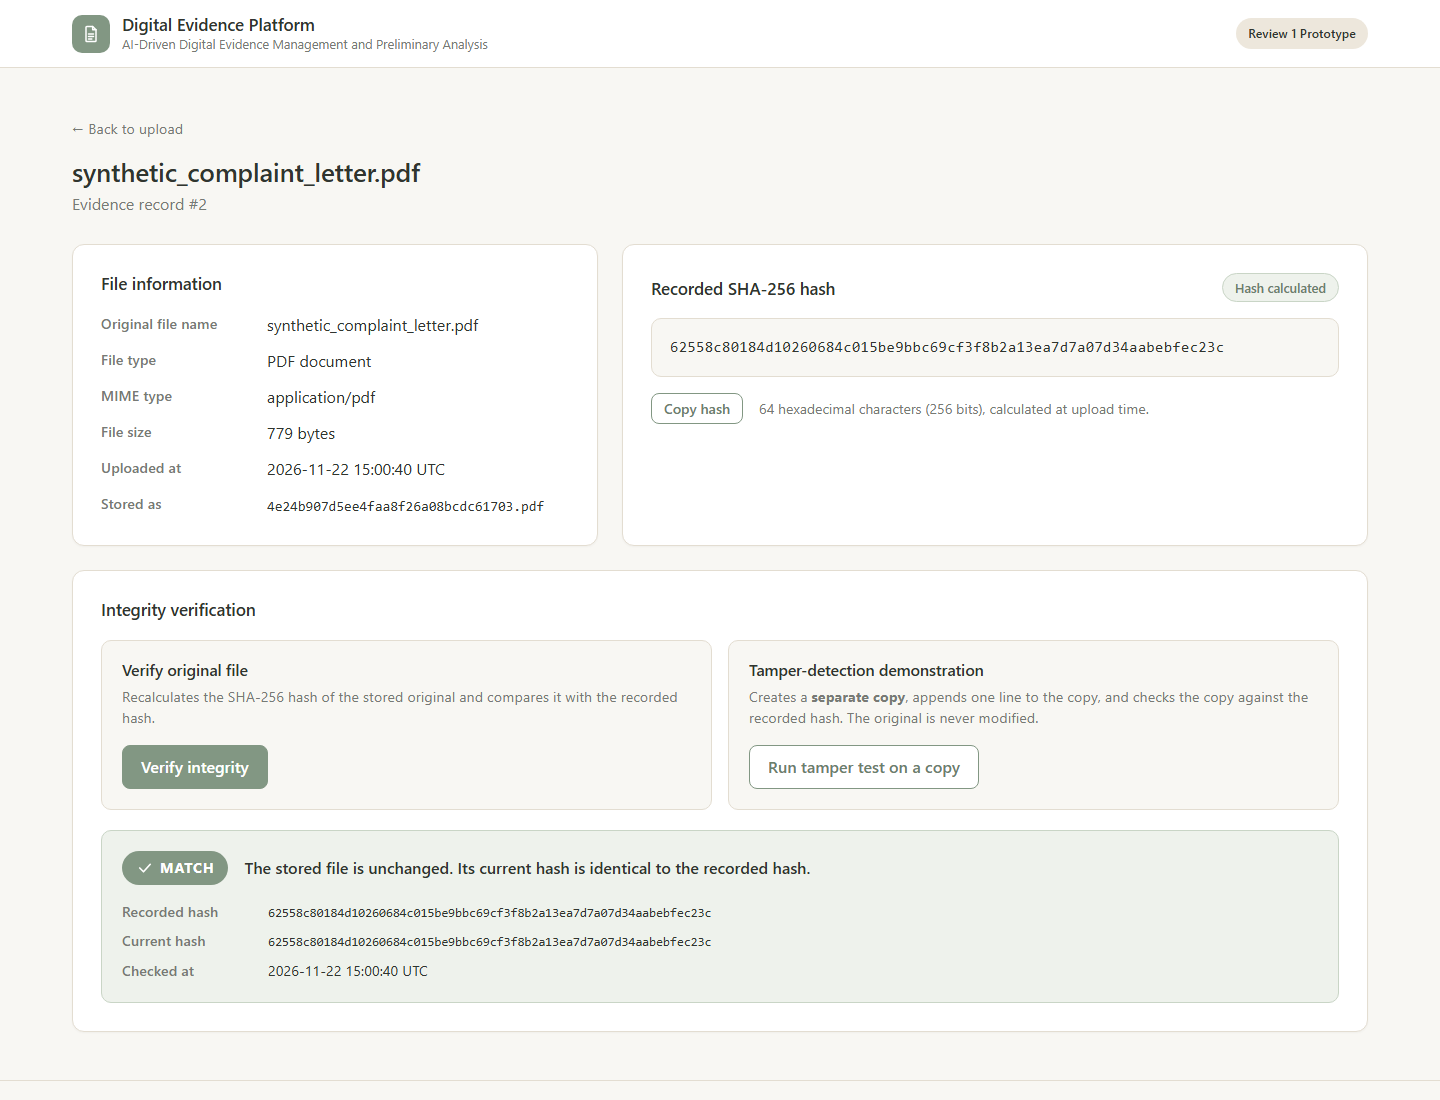 Digital Evidence Platform
AI-Driven Digital Evidence Management and Preliminary Analysis
Review 1 Prototype
← Back to upload
synthetic_complaint_letter.pdf
Evidence record #2
File information
Original file name synthetic_complaint_letter.pdf
File type PDF document
MIME type application/pdf
File size 779 bytes
Uploaded at 2026-11-22 15:00:40 UTC
Stored as 4e24b907d5ee4faa8f26a08bcdc61703.pdf
Recorded SHA-256 hash
Hash calculated
62558c80184d10260684c015be9bbc69cf3f8b2a13ea7d7a07d34aabebfec23c
Copy hash 64 hexadecimal characters (256 bits), calculated at upload time.
Integrity verification
Verify original file
Recalculates the SHA-256 hash of the stored original and compares it with the recorded
hash.
Verify integrity
Tamper-detection demonstration
Creates a separate copy, appends one line to the copy, and checks the copy against the
recorded hash. The original is never modified.
Run tamper test on a copy
✓ MATCH The stored file is unchanged. Its current hash is identical to the recorded hash.
Recorded hash 62558c80184d10260684c015be9bbc69cf3f8b2a13ea7d7a07d34aabebfec23c
Current hash 62558c80184d10260684c015be9bbc69cf3f8b2a13ea7d7a07d34aabebfec23c
Checked at 2026-11-22 15:00:40 UTC